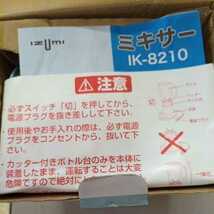 IZUMI
ミキサー
IK-8210
⚠注意
必ずスイッチ「切」を押してから、
電源プラグを抜き差しして下さい。
使用後やお手入れの際は、必ず電源
プラグをコンセントから、抜いて下
さい。
・カッター付きボトル台のみを本体に
装着したまま、運転することは大変
危険ですので絶対に
切